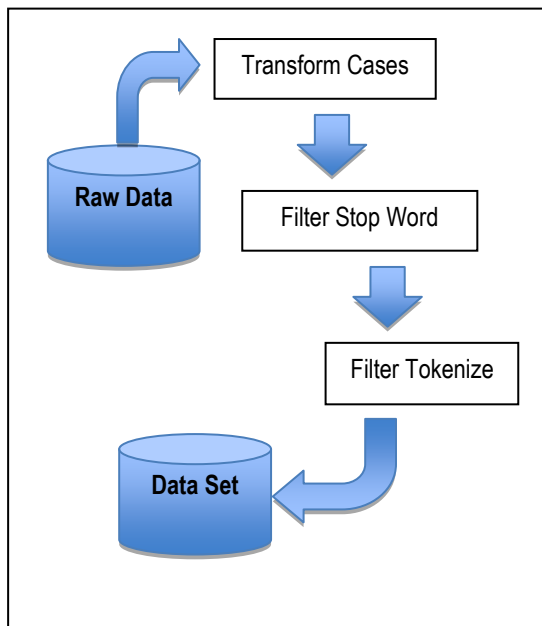 Transform Cases
Raw Data
Filter Stop Word
Filter Tokenize
Data Set